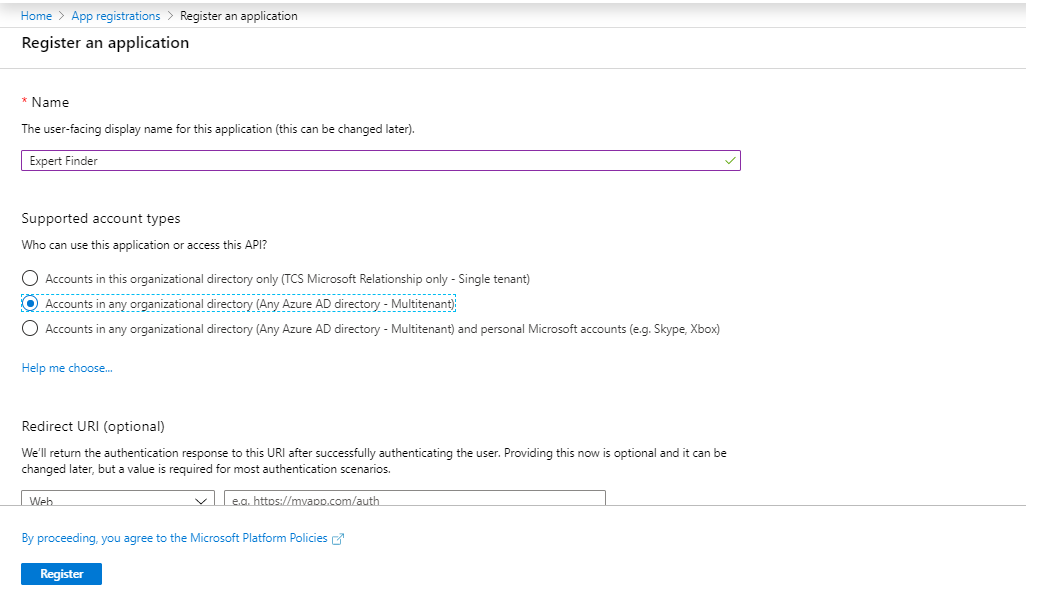 Home > App registrations > Register an application
Register an application
* Name
The user-facing display name for this application (this can be changed later).
Expert Finder
Supported account types
Who can use this application or access this API?
Accounts in this organizational directory only (TCS Microsoft Relationship only - Single tenant)
Accounts in any organizational directory (Any Azure AD directory - Multitenant)
Accounts in any organizational directory (Any Azure AD directory - Multitenant) and personal Microsoft accounts (e.g. Skype, Xbox)
Help me choose...
Redirect URI (optional)
We'll return the authentication response to this URI after successfully authenticating the user. Providing this now is optional and it can be
changed later, but a value is required for most authentication scenarios.
Web e.g. https://myapp.com/auth
By proceeding, you agree to the Microsoft Platform Policies
Register